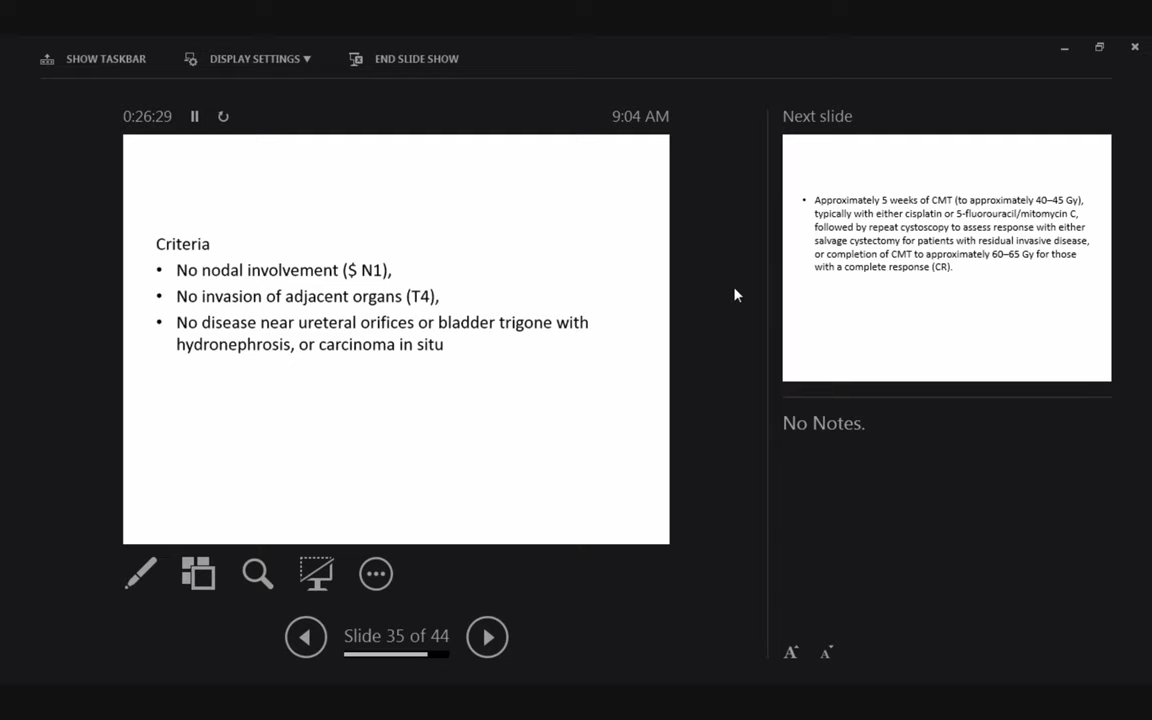 SHOW TASKBAR DISPLAY SETTINGS ▼ END SLIDE SHOW
0:26:29 9:04 AM
Criteria
• No nodal involvement ($ N1),
• No invasion of adjacent organs (T4),
• No disease near ureteral orifices or bladder trigone with
hydronephrosis, or carcinoma in situ
Slide 35 of 44
Next slide
• Approximately 5 weeks of CMT (to approximately 40–45 Gy),
typically with either cisplatin or 5-fluorouracil/mitomycin C,
followed by repeat cystoscopy to assess response with either
salvage cystectomy for patients with residual invasive disease,
or completion of CMT to approximately 60–65 Gy for those
with a complete response (CR).
No Notes.
A A